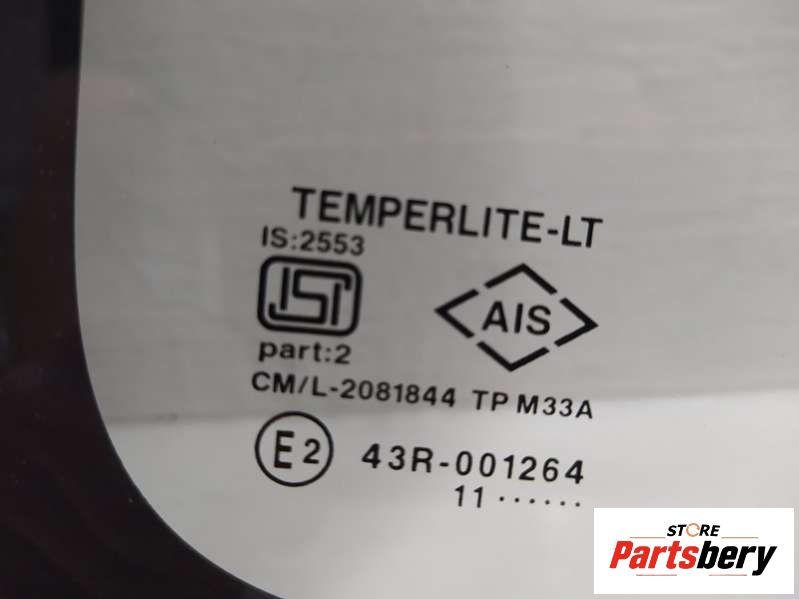 TEMPERLITE-LT
IS:2553
ISI
AIS
part:2
CM/L-2081844 TP M33A
E2 43R-001264
11 ......
STORE
Partsbery